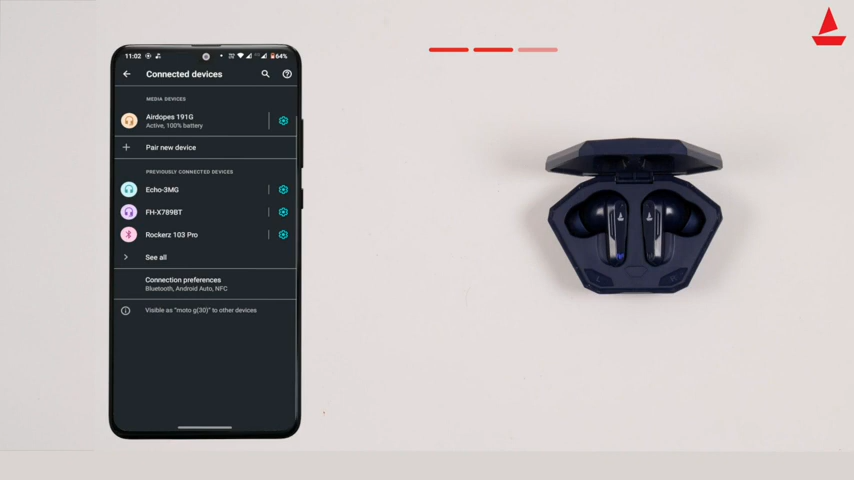 11:02
64%
Connected devices
MEDIA DEVICES
Airdopes 191G
Active, 100% battery
Pair new device
PREVIOUSLY CONNECTED DEVICES
Echo-3MG
FH-X789BT
Rockerz 103 Pro
See all
Connection preferences
Bluetooth, Android Auto, NFC
Visible as "moto g(30)" to other devices